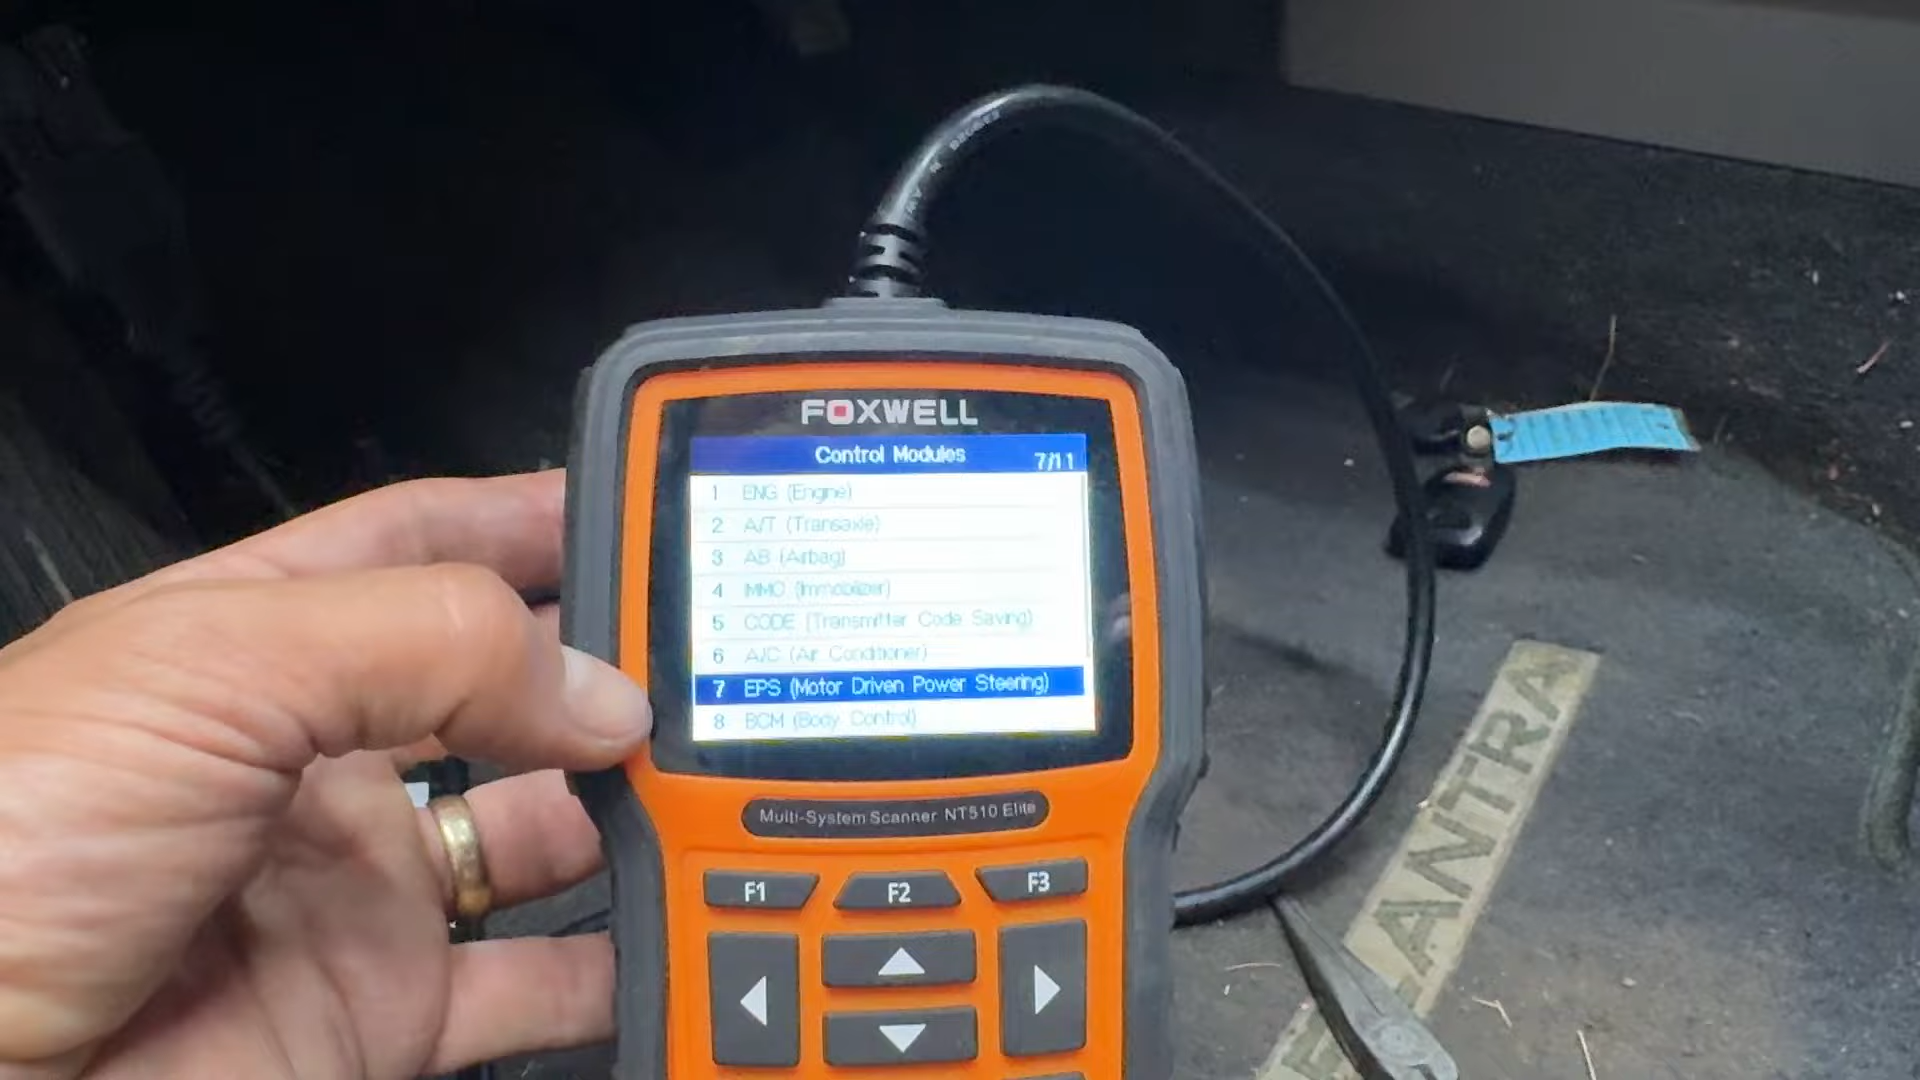 FOXWELL
Control Modules 7/11
1 ENG (Engine)
2 A/T (Transaxle)
3 AB (Airbag)
4 IMMO (Immobilizer)
5 CODE (Transmitter Code Saving)
6 A/C (Air Conditioner)
7 EPS (Motor Driven Power Steering)
8 BCM (Body Control)
Multi-System Scanner NT510 Elite
F1 F2 F3
ELANTRA